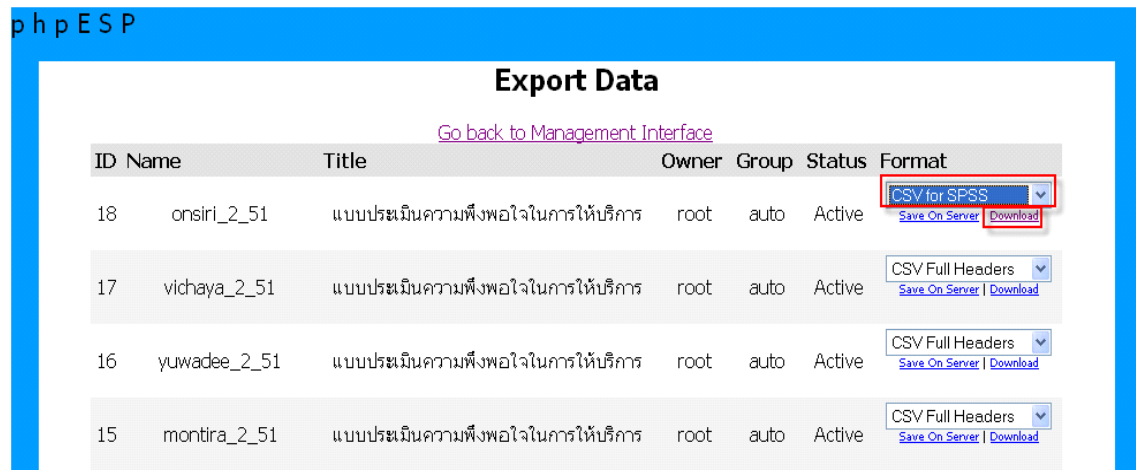 phpESP
Export Data
Go back to Management Interface
ID Name Title Owner Group Status Format
18 onsiri_2_51 แบบประเมินความพึงพอใจในการให้บริการ root auto Active CSV for SPSS
Save On Server Download
17 vichaya_2_51 แบบประเมินความพึงพอใจในการให้บริการ root auto Active CSV Full Headers
Save On Server | Download
16 yuwadee_2_51 แบบประเมินความพึงพอใจในการให้บริการ root auto Active CSV Full Headers
Save On Server | Download
15 montira_2_51 แบบประเมินความพึงพอใจในการให้บริการ root auto Active CSV Full Headers
Save On Server | Download